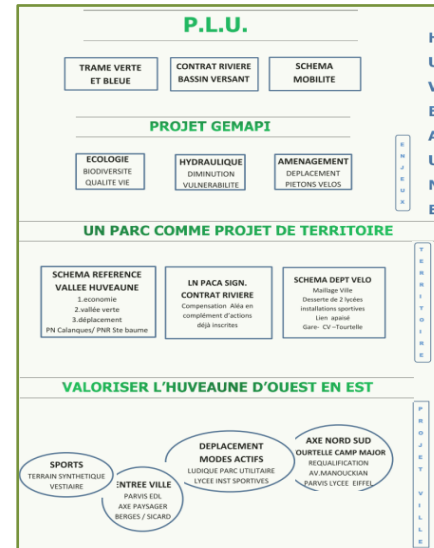 P.L.U.
TRAME VERTE
ET BLEUE
CONTRAT RIVIERE
BASSIN VERSANT
SCHEMA
MOBILITE
PROJET GEMAPI
ECOLOGIE
BIODIVERSITE
QUALITE VIE
HYDRAULIQUE
DIMINUTION
VULNERABILITE
AMENAGEMENT
DEPLACEMENT
PIETONS VELOS
ENJEUX
UN PARC COMME PROJET DE TERRITOIRE
SCHEMA REFERENCE
VALLEE HUVEAUNE
1.economie
2.vallée verte
3.déplacement
PN Calanques/ PNR Ste baume
LN PACA SIGN.
CONTRAT RIVIERE
Compensation Aléa en
complément d'actions
déjà inscrites
SCHEMA DEPT VELO
Maillage Ville
Desserte de 2 lycées
installations sportives
Lien apaisé
Gare- CV –Tourtelle
TERRITOIRE
VALORISER L'HUVEAUNE D'OUEST EN EST
SPORTS
TERRAIN SYNTHETIQUE
VESTIAIRE
ENTREE VILLE
PARVIS EDL
AXE PAYSAGER
BERGES / SICARD
DEPLACEMENT
MODES ACTIFS
LUDIQUE PARC UTILITAIRE
LYCEE INST SPORTIVES
AXE NORD SUD
OURTELLE CAMP MAJOR
REQUALIFICATION
AV.MANOUCKIAN
PARVIS LYCEE EIFFEL
PROJET VILLE
HUVEAUNE